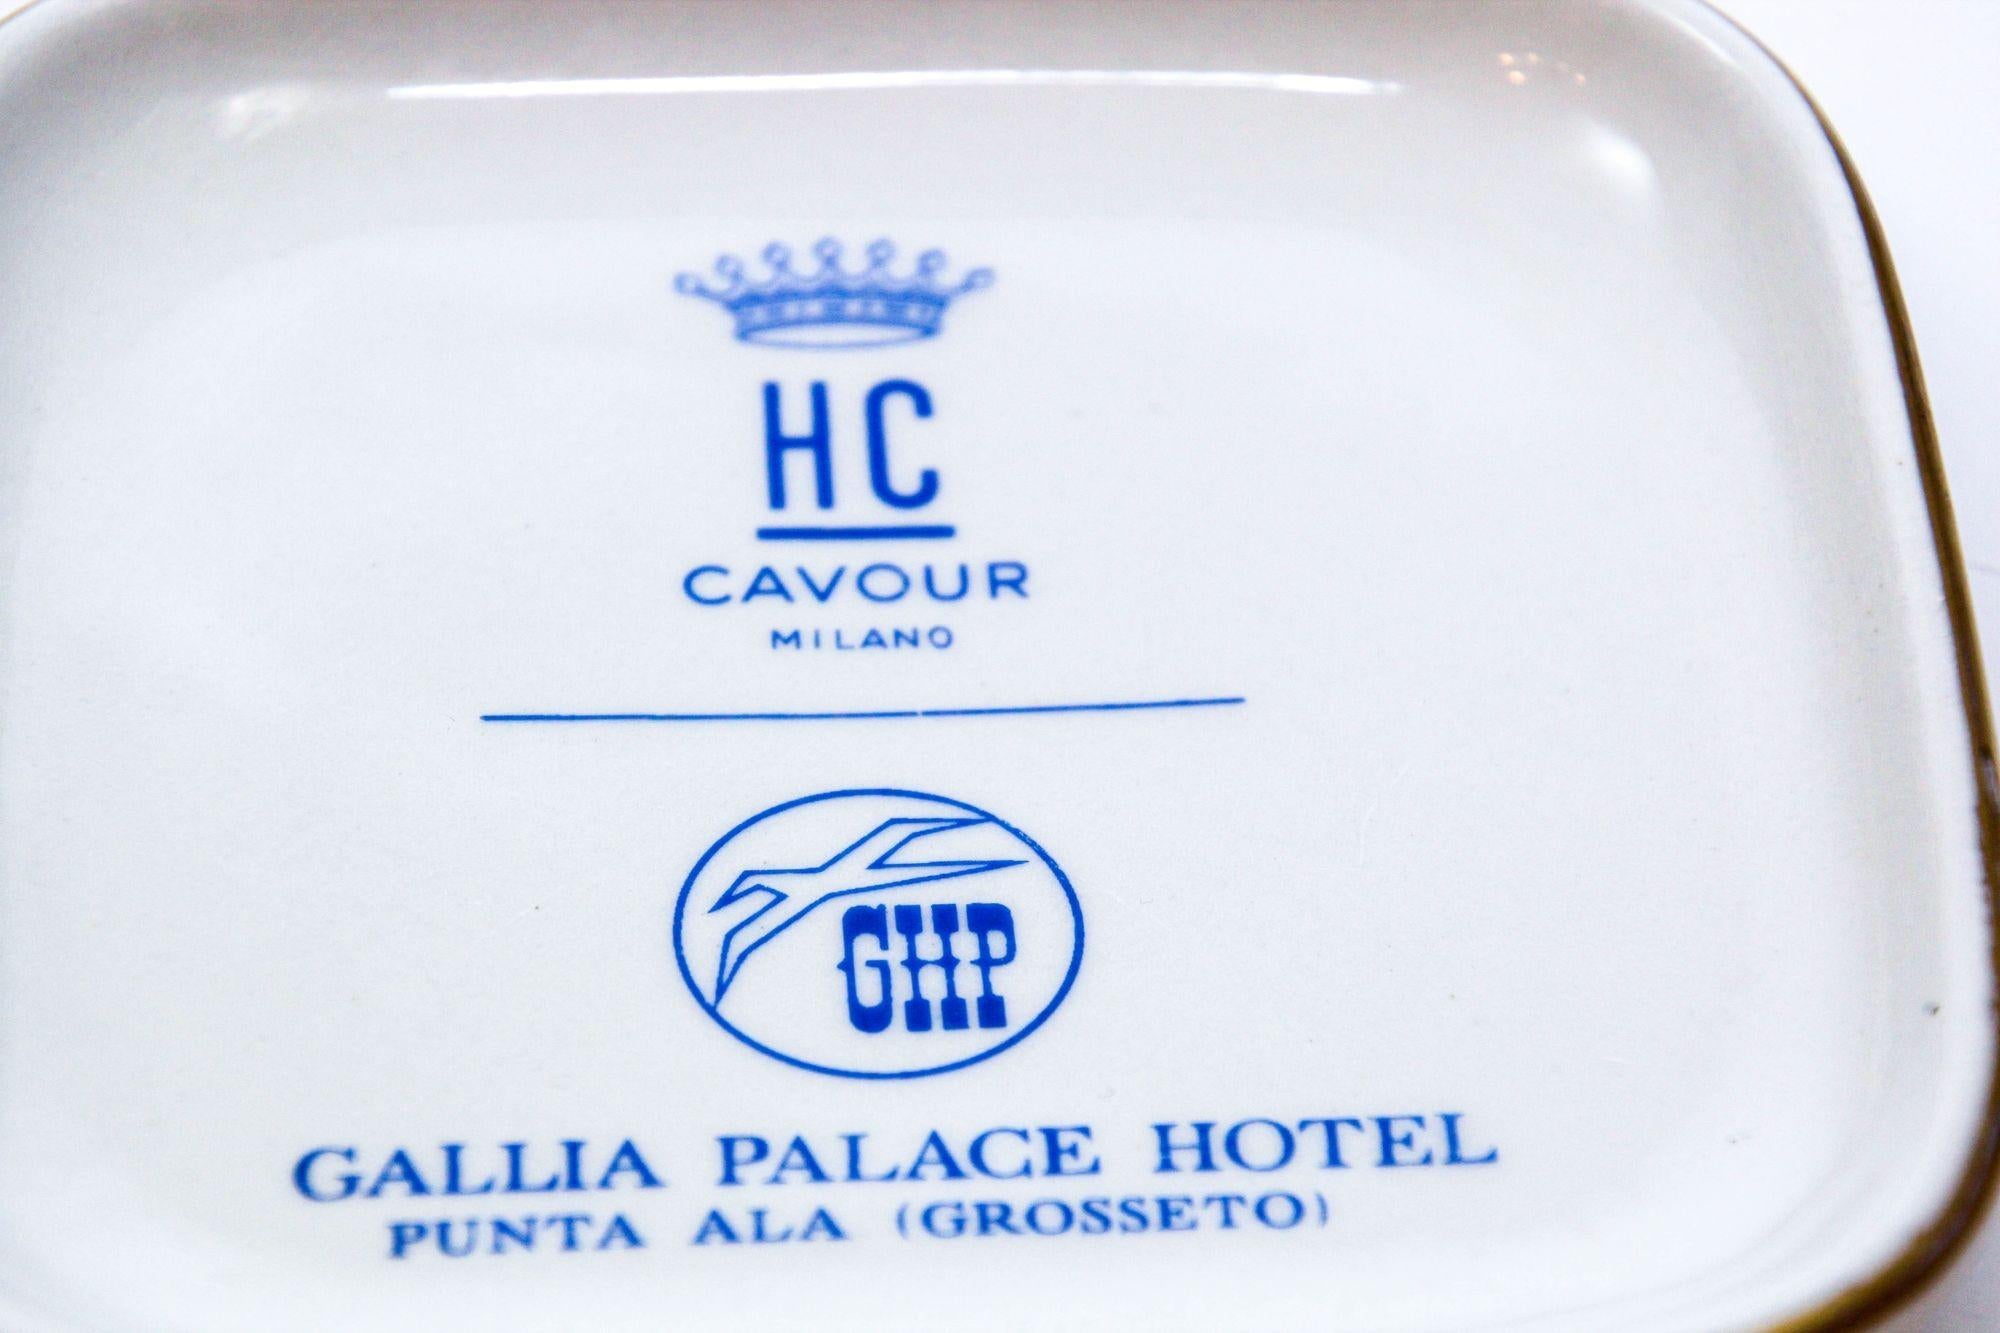 HC
CAVOUR
MILANO
GHP
GALLIA PALACE HOTEL
PUNTA ALA (GROSSETO)